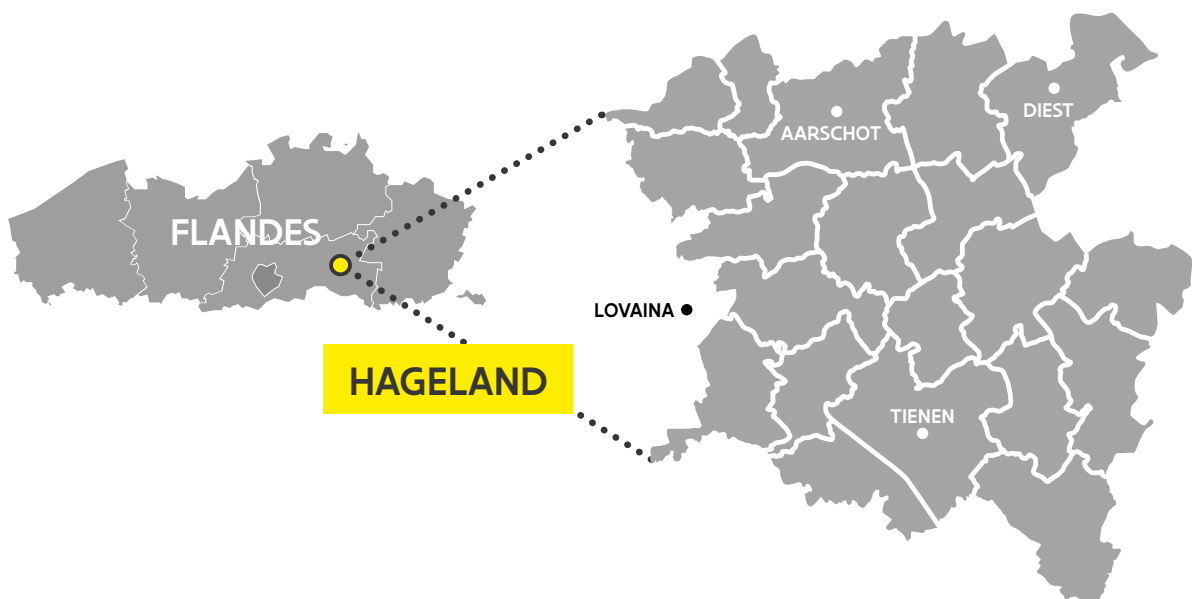 FLANDES
HAGELAND
LOVAINA
AARSCHOT
DIEST
TIENEN